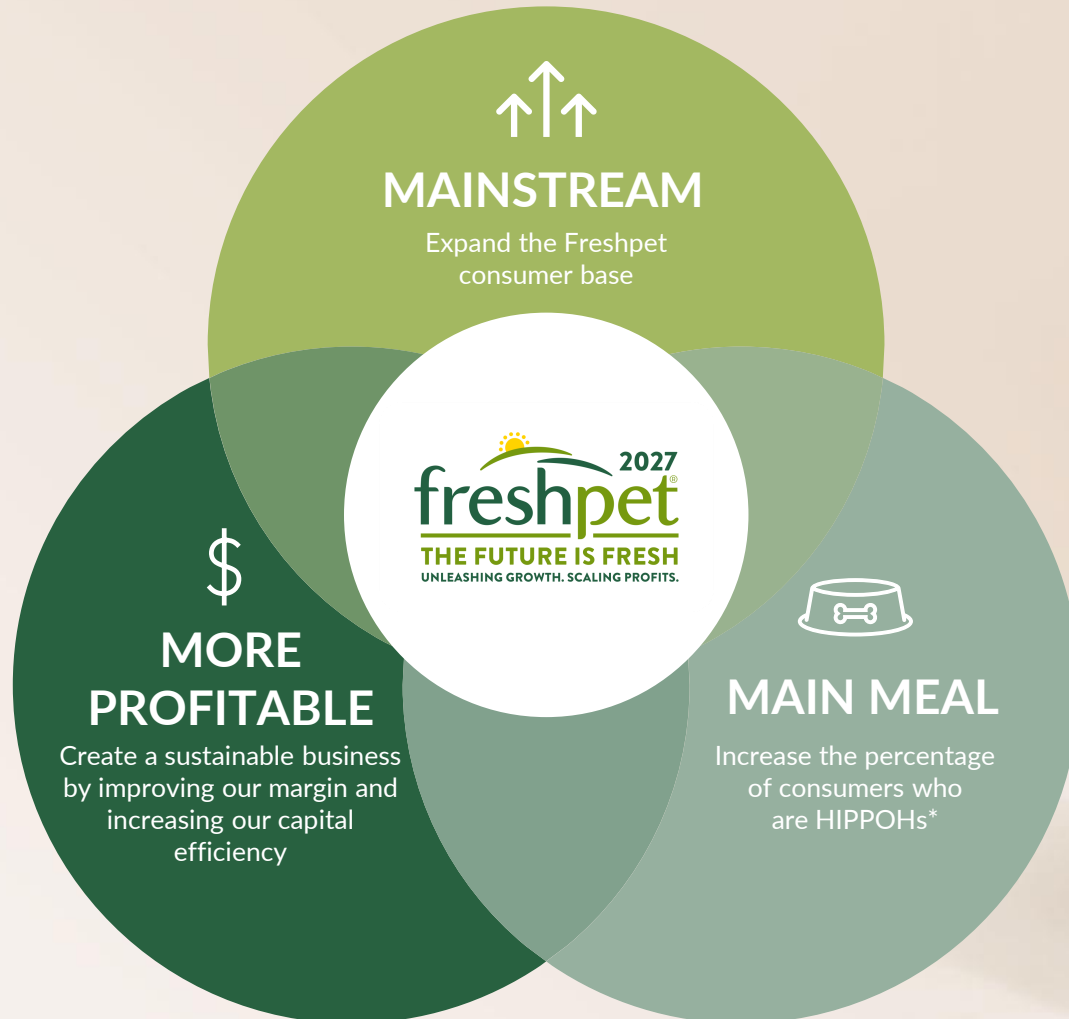 MAINSTREAM
Expand the Freshpet
consumer base
2027
freshpet®
THE FUTURE IS FRESH
UNLEASHING GROWTH. SCALING PROFITS.
$
MORE
PROFITABLE
Create a sustainable business
by improving our margin and
increasing our capital
efficiency
MAIN MEAL
Increase the percentage
of consumers who
are HIPPOHs*